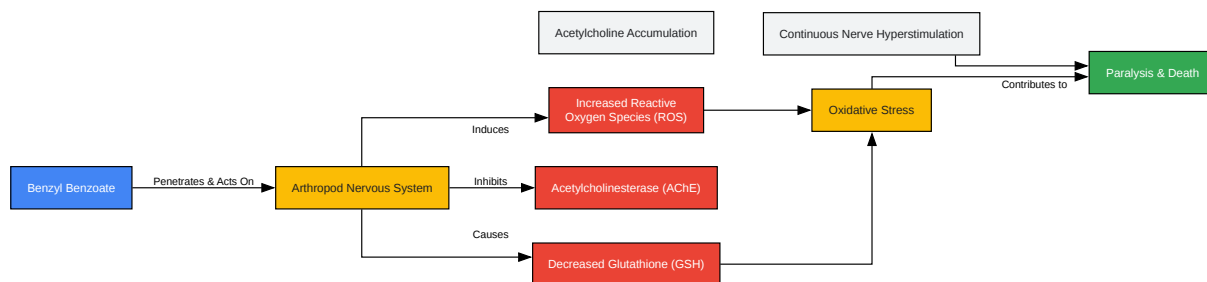 Acetylcholine Accumulation
Continuous Nerve Hyperstimulation
Paralysis & Death
Contributes to
Increased Reactive
Oxygen Species (ROS)
Oxidative Stress
Induces
Benzyl Benzoate
Penetrates & Acts On
Arthropod Nervous System
Inhibits
Acetylcholinesterase (AChE)
Causes
Decreased Glutathione (GSH)